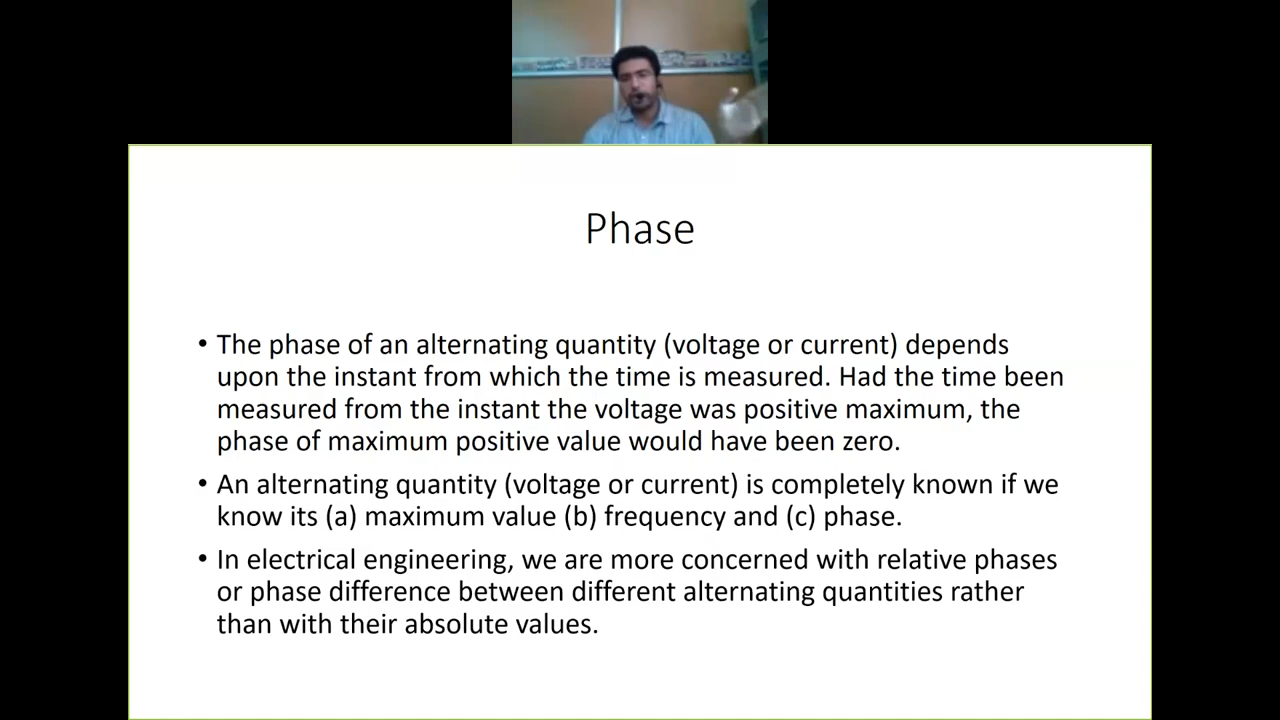 Phase
• The phase of an alternating quantity (voltage or current) depends
upon the instant from which the time is measured. Had the time been
measured from the instant the voltage was positive maximum, the
phase of maximum positive value would have been zero.
• An alternating quantity (voltage or current) is completely known if we
know its (a) maximum value (b) frequency and (c) phase.
• In electrical engineering, we are more concerned with relative phases
or phase difference between different alternating quantities rather
than with their absolute values.